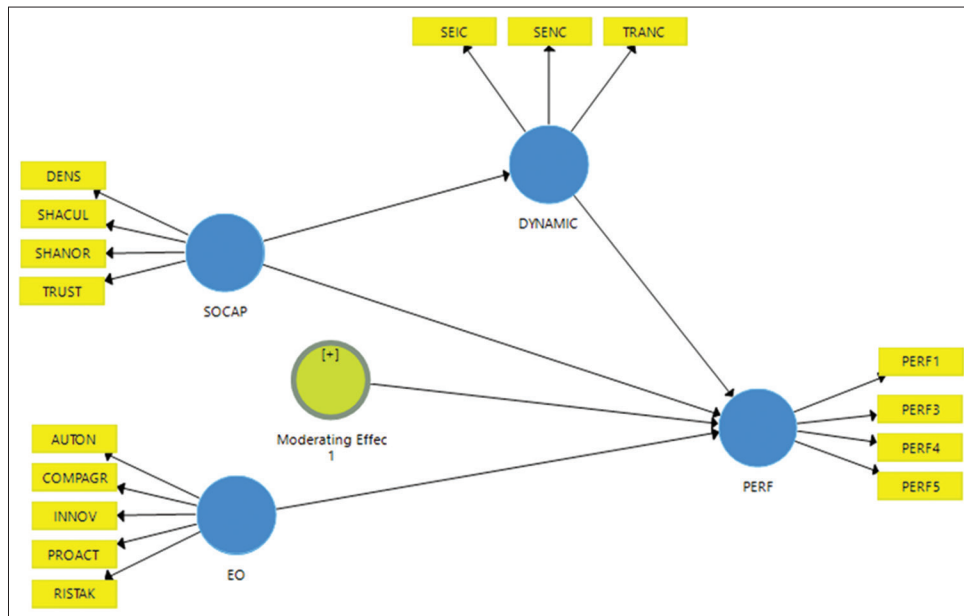 SEIC
SENC
TRANC
DYNAMIC
DENS
SHACUL
SHANOR
TRUST
SOCAP
[+]
Moderating Effec
1
AUTON
COMPAGR
INNOV
PROACT
RISTAK
EO
PERF
PERF1
PERF3
PERF4
PERF5